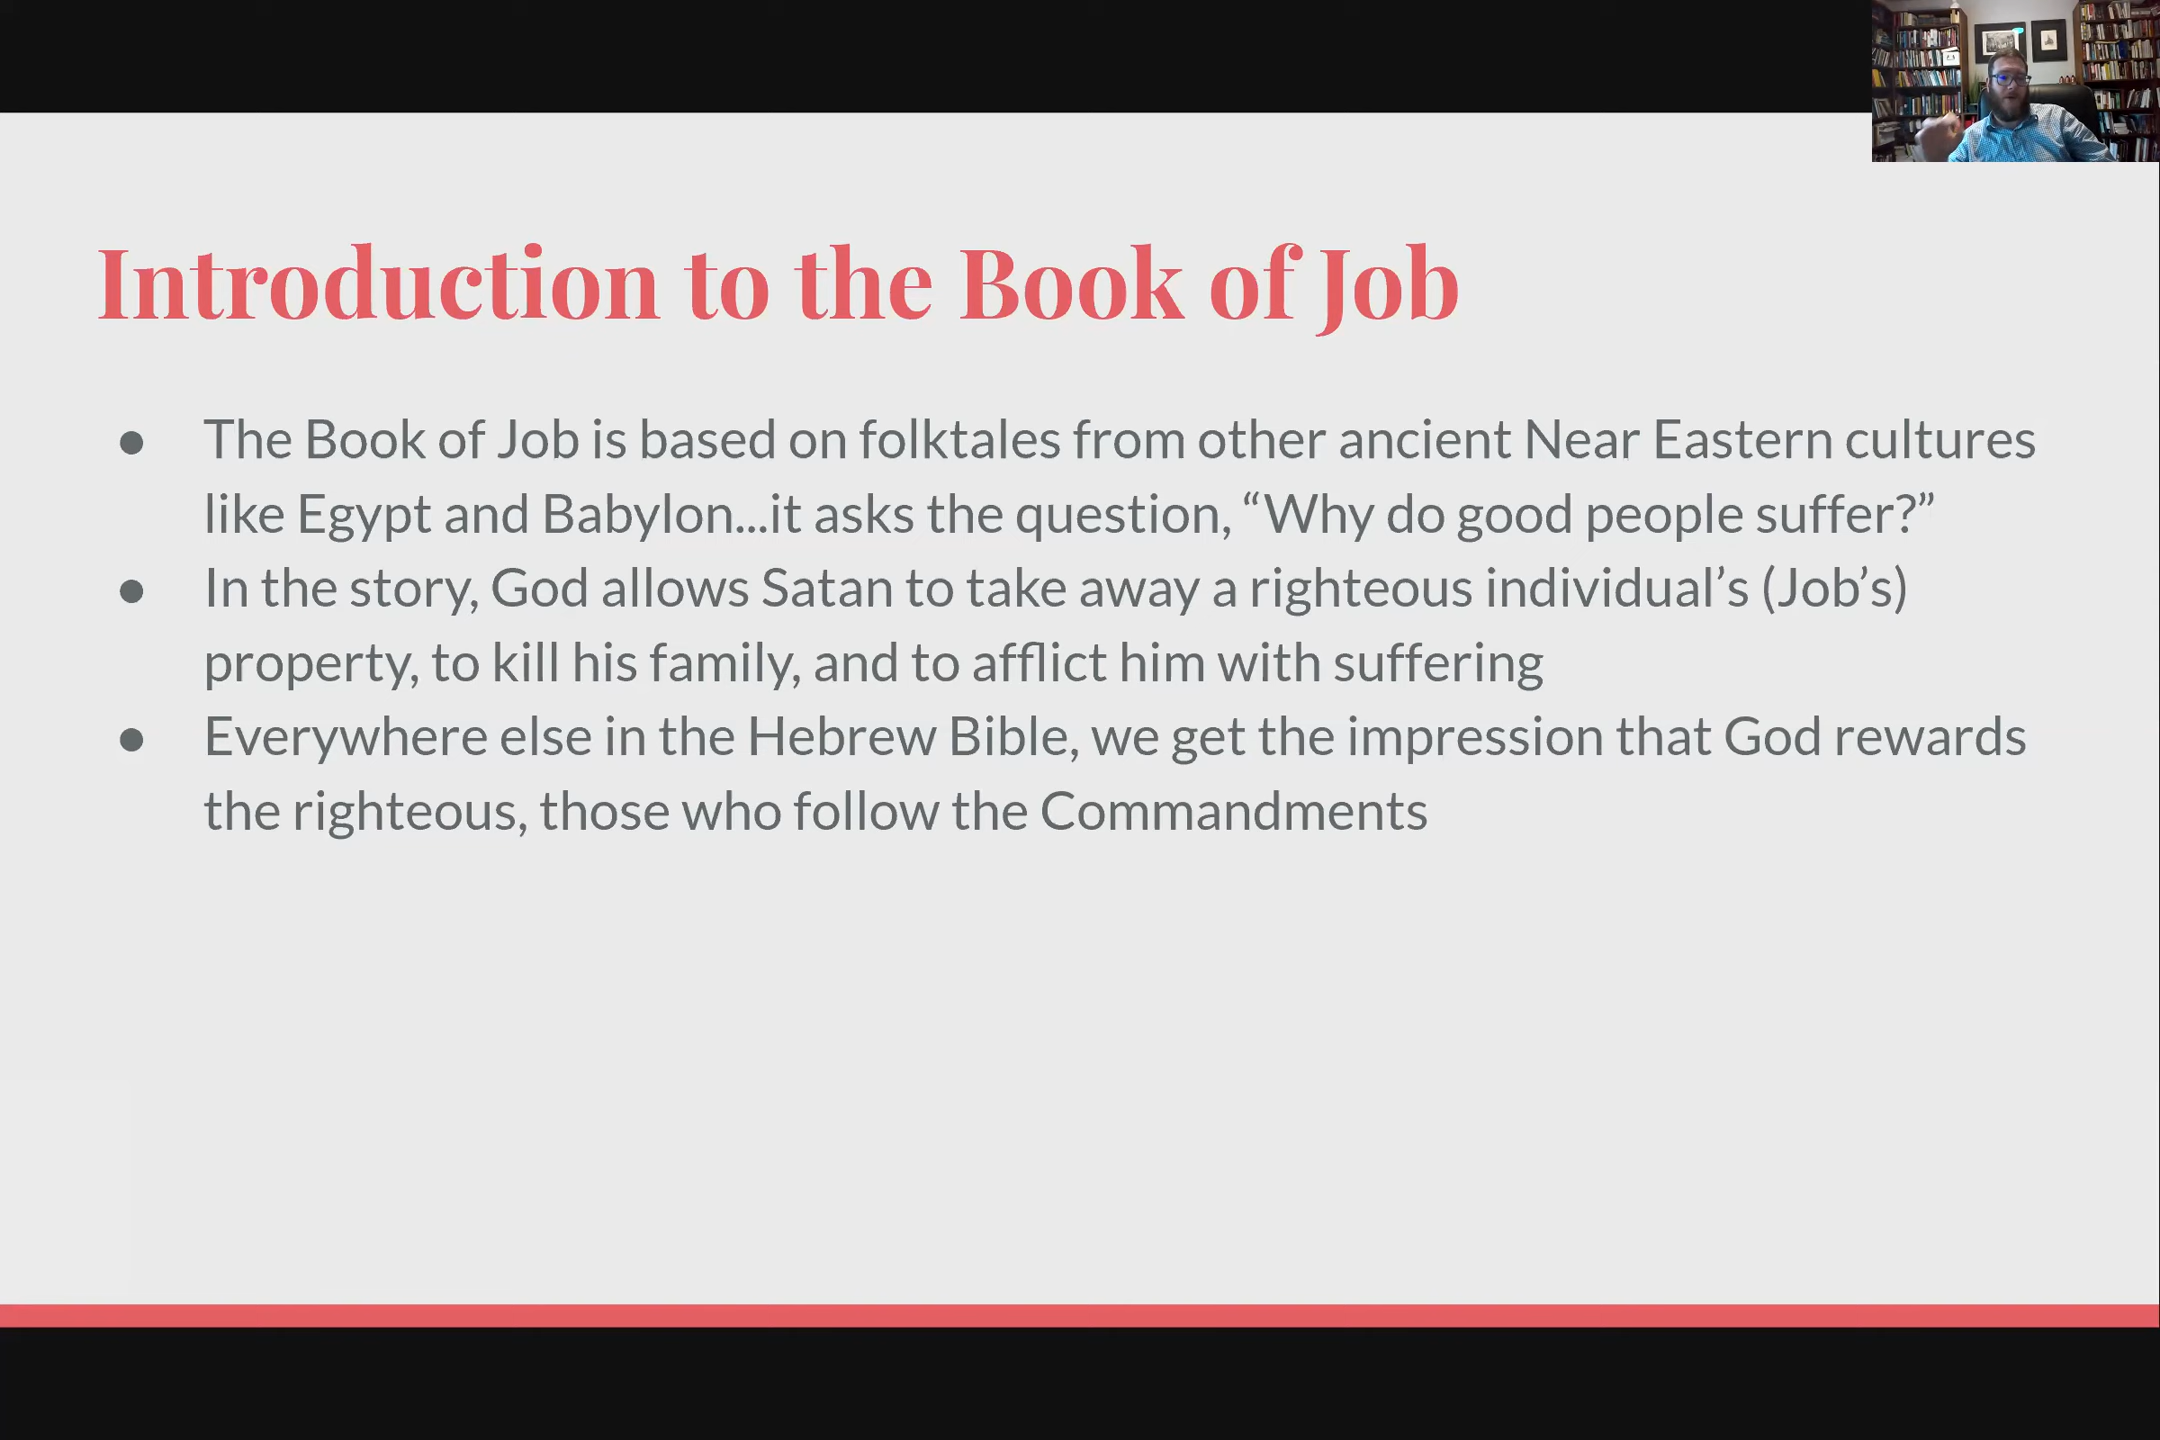 Introduction to the Book of Job
● The Book of Job is based on folktales from other ancient Near Eastern cultures
like Egypt and Babylon...it asks the question, “Why do good people suffer?”
● In the story, God allows Satan to take away a righteous individual’s (Job’s)
property, to kill his family, and to afflict him with suffering
● Everywhere else in the Hebrew Bible, we get the impression that God rewards
the righteous, those who follow the Commandments